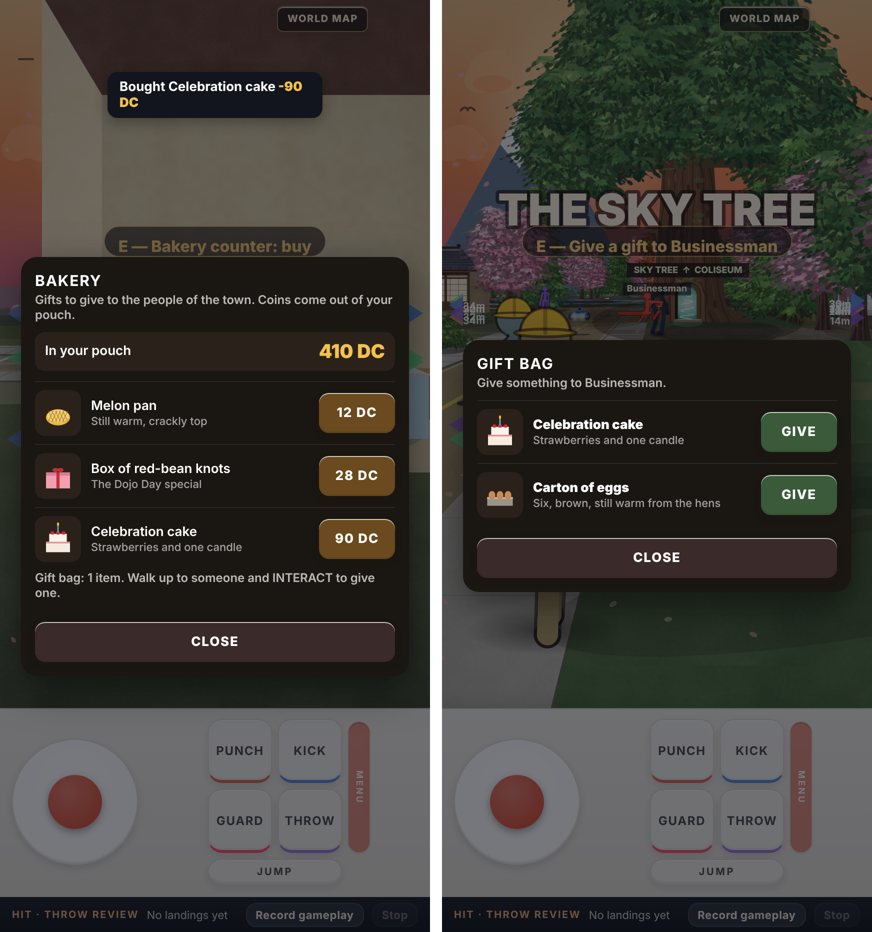 WORLD MAP
Bought Celebration cake -90
DC
E — Bakery counter: buy
BAKERY
Gifts to give to the people of the town. Coins come out of your
pouch.
In your pouch
410 DC
Melon pan
Still warm, crackly top
12 DC
Box of red-bean knots
The Dojo Day special
28 DC
Celebration cake
Strawberries and one candle
90 DC
Gift bag: 1 item. Walk up to someone and INTERACT to give
one.
CLOSE
PUNCH
KICK
GUARD
THROW
MENU
JUMP
HIT · THROW REVIEW
No landings yet
Record gameplay
Stop
WORLD MAP
THE SKY TREE
E — Give a gift to Businessman
SKY TREE ↑ COLISEUM
Businessman
14m
GIFT BAG
Give something to Businessman.
Celebration cake
Strawberries and one candle
GIVE
Carton of eggs
Six, brown, still warm from the hens
GIVE
CLOSE
PUNCH
KICK
GUARD
THROW
MENU
JUMP
HIT · THROW REVIEW
No landings yet
Record gameplay
Stop